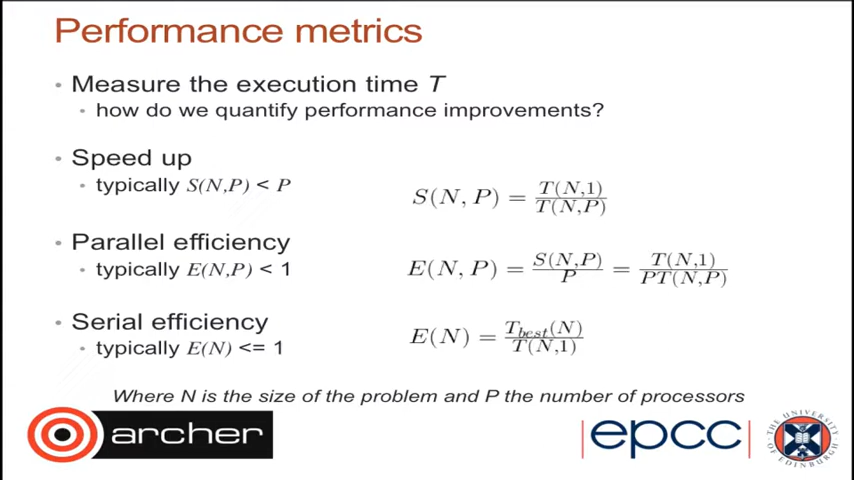 Performance metrics
• Measure the execution time T
• how do we quantify performance improvements?
• Speed up
• typically S(N,P) < P
S(N, P) = T(N,1) / T(N,P)
• Parallel efficiency
• typically E(N,P) < 1
E(N, P) = S(N,P) / P = T(N,1) / PT(N,P)
• Serial efficiency
• typically E(N) <= 1
E(N) = T_best(N) / T(N,1)
Where N is the size of the problem and P the number of processors
archer
epcc
THE UNIVERSITY OF EDINBURGH